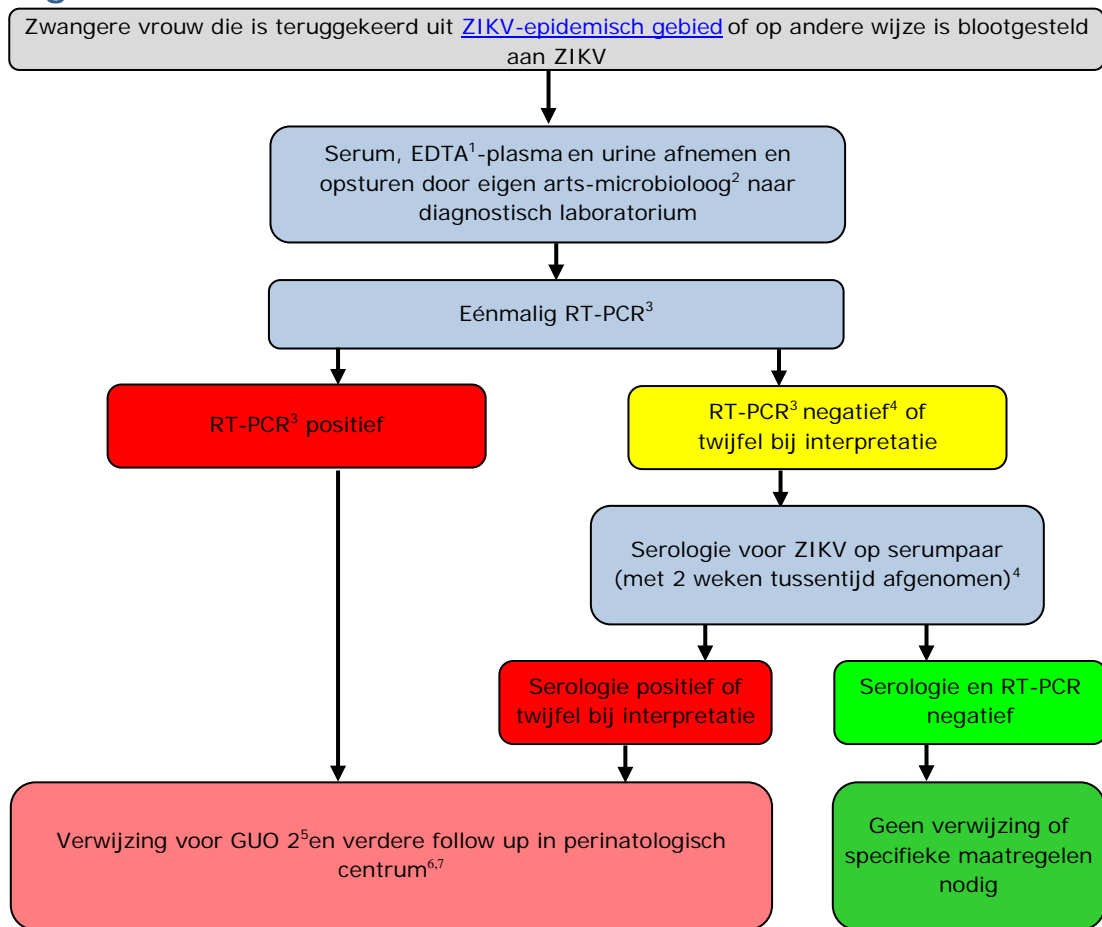 Zwangere vrouw die is teruggekeerd uit ZIKV-epidemisch gebied of op andere wijze is blootgesteld
aan ZIKV
Serum, EDTA¹-plasma en urine afnemen en
opsturen door eigen arts-microbioloog² naar
diagnostisch laboratorium
Eénmalig RT-PCR³
RT-PCR³ positief
RT-PCR³ negatief⁴ of
twijfel bij interpretatie
Serologie voor ZIKV op serumpaar
(met 2 weken tussentijd afgenomen)⁴
Serologie positief of
twijfel bij interpretatie
Serologie en RT-PCR
negatief
Verwijzing voor GUO 2⁵en verdere follow up in perinatologisch
centrum⁶,⁷
Geen verwijzing of
specifieke maatregelen
nodig